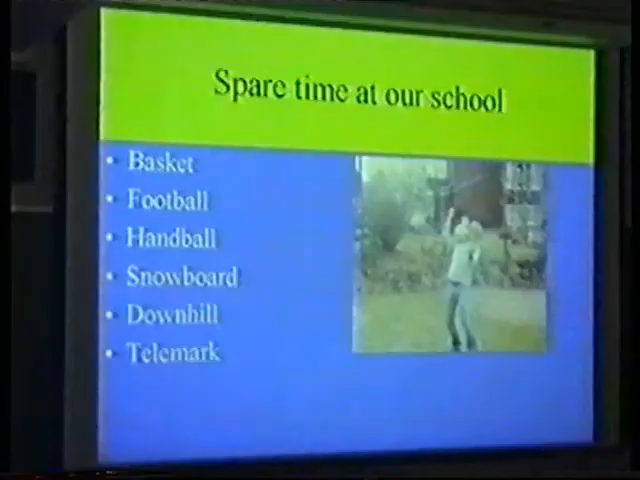 Spare time at our school
• Basket
• Football
• Handball
• Snowboard
• Downhill
• Telemark